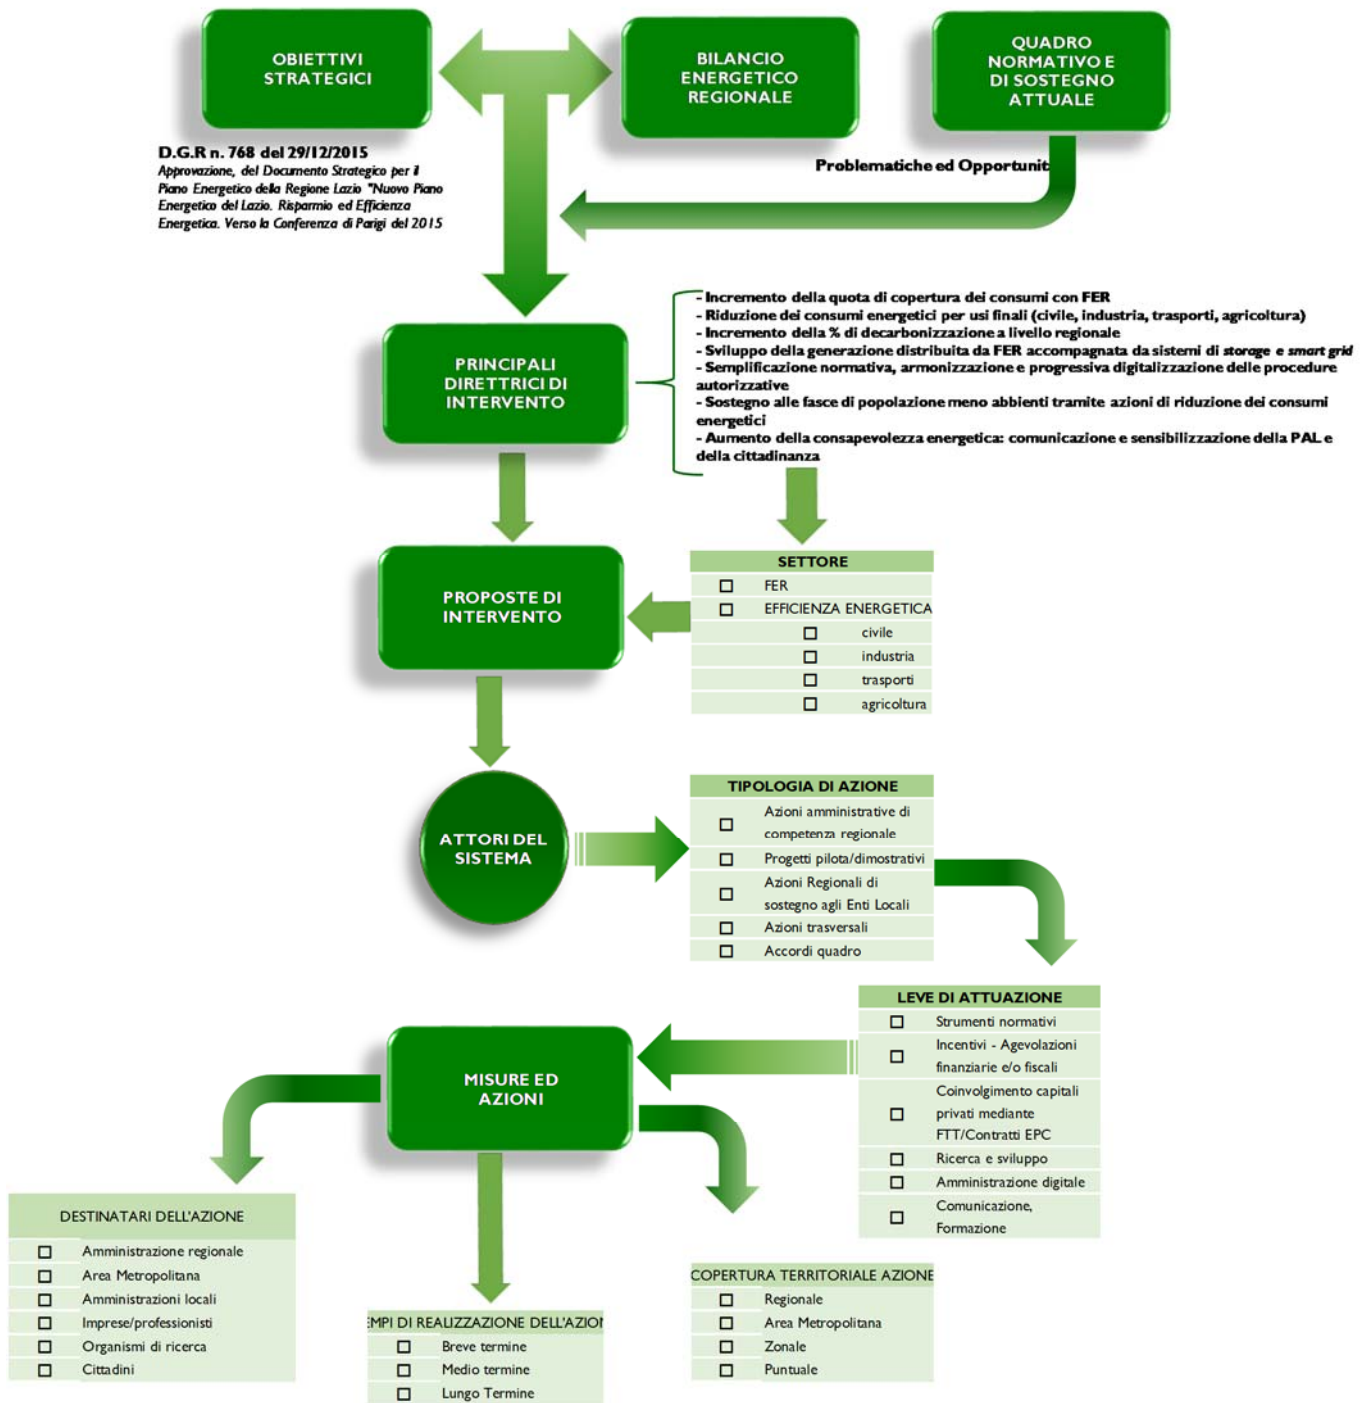 OBIETTIVI
STRATEGICI
BILANCIO
ENERGETICO
REGIONALE
QUADRO
NORMATIVO E
DI SOSTEGNO
ATTUALE
D.G.R n. 768 del 29/12/2015
Approvazione, del Documento Strategico per il
Piano Energetico della Regione Lazio "Nuovo Piano
Energetico del Lazio. Risparmio ed Efficienza
Energetica. Verso la Conferenza di Parigi del 2015
Problematiche ed Opportunit
PRINCIPALI
DIRETTRICI DI
INTERVENTO
- Incremento della quota di copertura dei consumi con FER
- Riduzione dei consumi energetici per usi finali (civile, industria, trasporti, agricoltura)
- Incremento della % di decarbonizzazione a livello regionale
- Sviluppo della generazione distribuita da FER accompagnata da sistemi di storage e smart grid
- Semplificazione normativa, armonizzazione e progressiva digitalizzazione delle procedure
autorizzative
- Sostegno alle fasce di popolazione meno abbienti tramite azioni di riduzione dei consumi
energetici
- Aumento della consapevolezza energetica: comunicazione e sensibilizzazione della PAL e
della cittadinanza
PROPOSTE DI
INTERVENTO
SETTORE
☐ FER
☐ EFFICIENZA ENERGETICA
☐ civile
☐ industria
☐ trasporti
☐ agricoltura
ATTORI DEL
SISTEMA
TIPOLOGIA DI AZIONE
☐ Azioni amministrative di
competenza regionale
☐ Progetti pilota/dimostrativi
☐ Azioni Regionali di
sostegno agli Enti Locali
☐ Azioni trasversali
☐ Accordi quadro
LEVE DI ATTUAZIONE
☐ Strumenti normativi
☐ Incentivi - Agevolazioni
finanziarie e/o fiscali
☐ Coinvolgimento capitali
privati mediante
FTT/Contratti EPC
☐ Ricerca e sviluppo
☐ Amministrazione digitale
☐ Comunicazione,
Formazione
MISURE ED
AZIONI
DESTINATARI DELL'AZIONE
☐ Amministrazione regionale
☐ Area Metropolitana
☐ Amministrazioni locali
☐ Imprese/professionisti
☐ Organismi di ricerca
☐ Cittadini
EMPI DI REALIZZAZIONE DELL'AZION
☐ Breve termine
☐ Medio termine
☐ Lungo Termine
COPERTURA TERRITORIALE AZIONE
☐ Regionale
☐ Area Metropolitana
☐ Zonale
☐ Puntuale